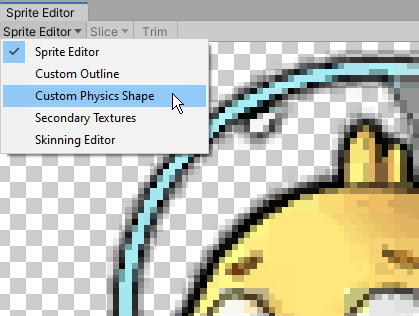 Sprite Editor
Sprite Editor Slice Trim
Sprite Editor
Custom Outline
Custom Physics Shape
Secondary Textures
Skinning Editor